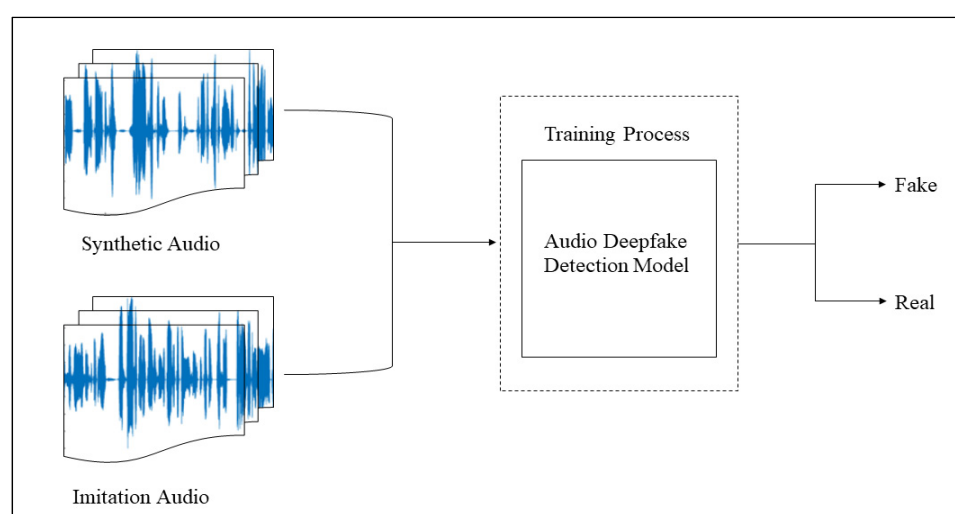 Synthetic Audio
Imitation Audio
Training Process
Audio Deepfake
Detection Model
Fake
Real